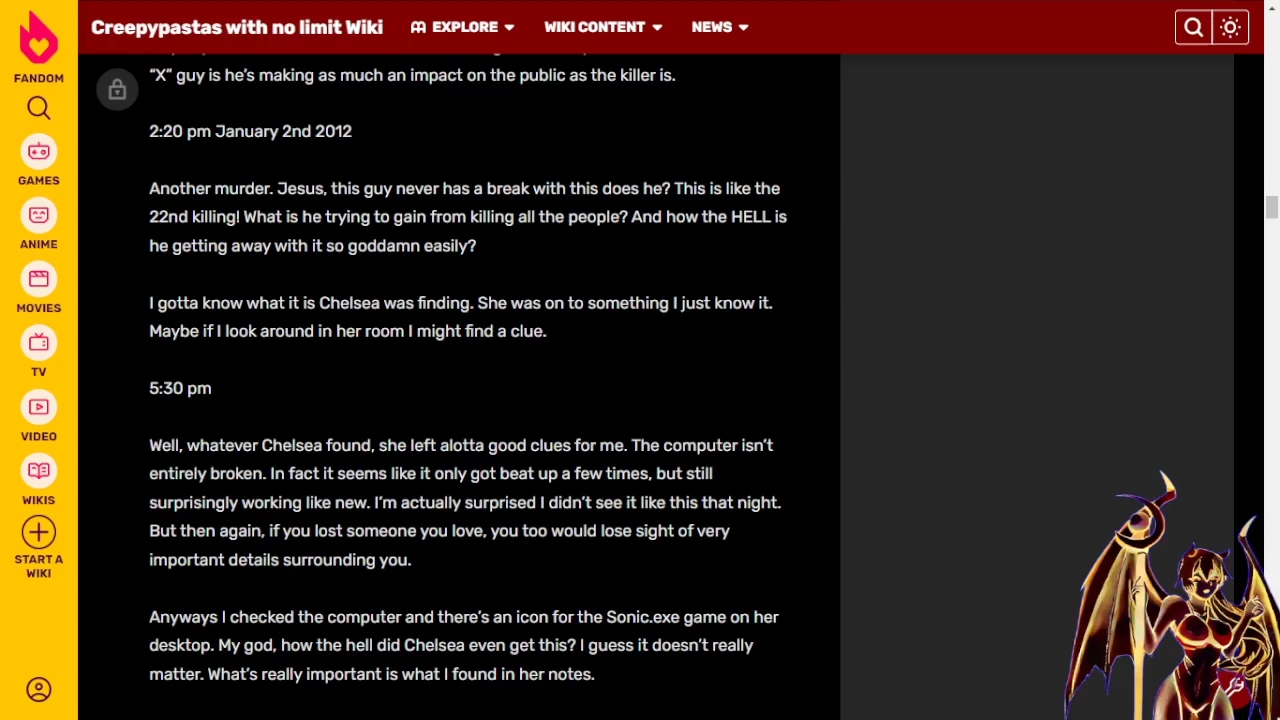 Creepypastas with no limit Wiki
EXPLORE
WIKI CONTENT
NEWS
FANDOM
GAMES
ANIME
MOVIES
TV
VIDEO
WIKIS
START A
WIKI
“X” guy is he’s making as much an impact on the public as the killer is.
2:20 pm January 2nd 2012
Another murder. Jesus, this guy never has a break with this does he? This is like the
22nd killing! What is he trying to gain from killing all the people? And how the HELL is
he getting away with it so goddamn easily?
I gotta know what it is Chelsea was finding. She was on to something I just know it.
Maybe if I look around in her room I might find a clue.
5:30 pm
Well, whatever Chelsea found, she left alotta good clues for me. The computer isn’t
entirely broken. In fact it seems like it only got beat up a few times, but still
surprisingly working like new. I’m actually surprised I didn’t see it like this that night.
But then again, if you lost someone you love, you too would lose sight of very
important details surrounding you.
Anyways I checked the computer and there’s an icon for the Sonic.exe game on her
desktop. My god, how the hell did Chelsea even get this? I guess it doesn’t really
matter. What’s really important is what I found in her notes.